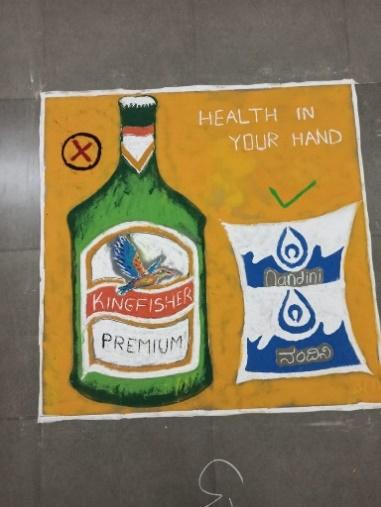 HEALTH IN
YOUR HAND
KINGFISHER
PREMIUM
Nandini
ನಂದಿನಿ